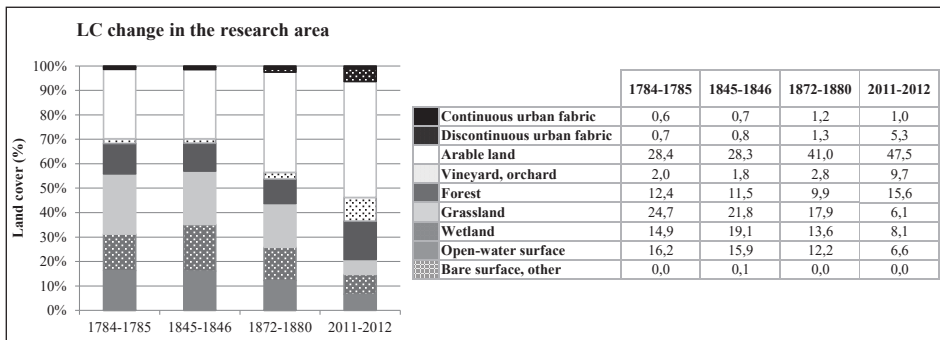 LC change in the research area
100%
90%
80%
70%
60%
50%
40%
30%
20%
10%
0%
Land cover (%)
1784-1785 1845-1846 1872-1880 2011-2012
1784-1785 1845-1846 1872-1880 2011-2012
Continuous urban fabric 0,6 0,7 1,2 1,0
Discontinuous urban fabric 0,7 0,8 1,3 5,3
Arable land 28,4 28,3 41,0 47,5
Vineyard, orchard 2,0 1,8 2,8 9,7
Forest 12,4 11,5 9,9 15,6
Grassland 24,7 21,8 17,9 6,1
Wetland 14,9 19,1 13,6 8,1
Open-water surface 16,2 15,9 12,2 6,6
Bare surface, other 0,0 0,1 0,0 0,0